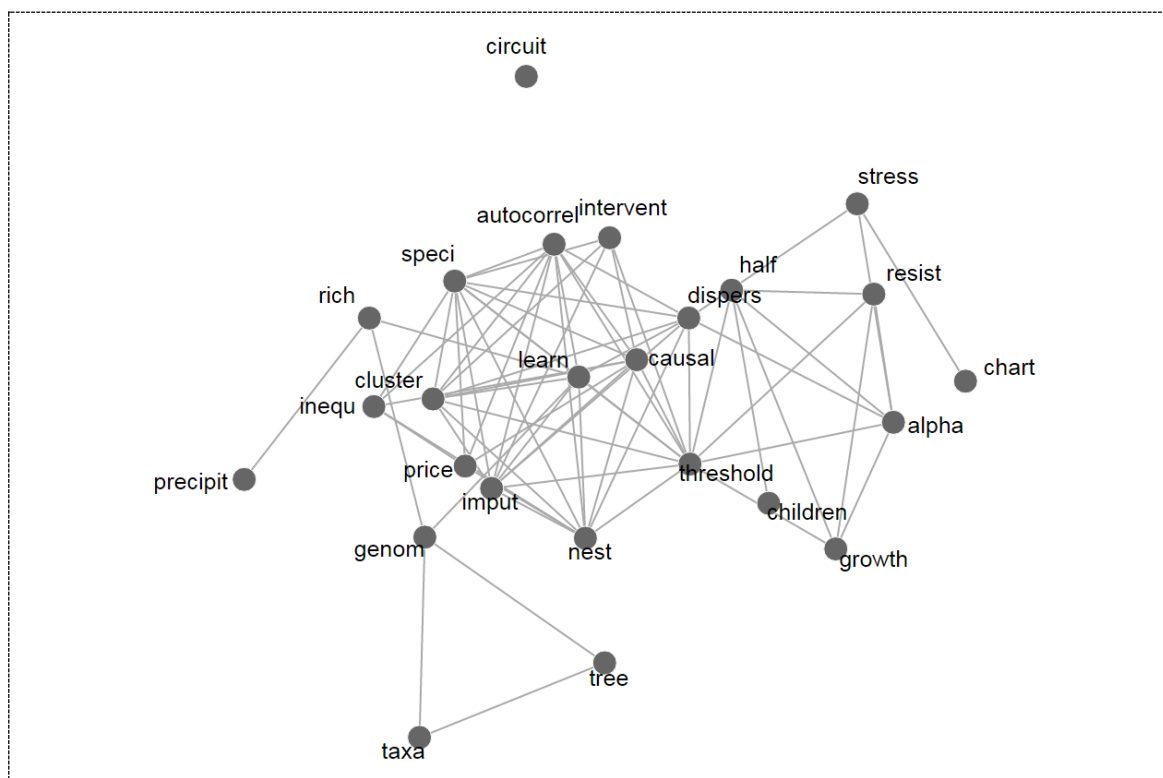 circuit
stress
autocorrel
intervent
speci
half
resist
rich
dispers
learn
causal
chart
cluster
inequ
alpha
price
threshold
precipit
imput
children
genom
nest
growth
tree
taxa